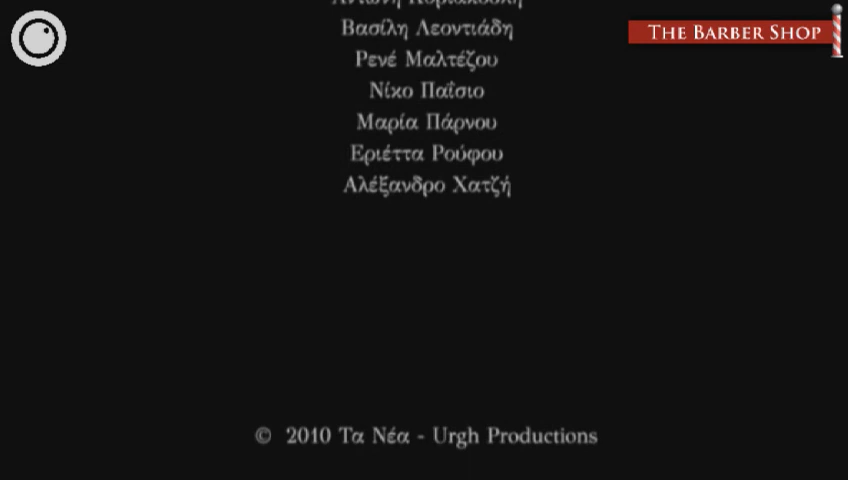 THE BARBER SHOP
Βασίλη Λεοντιάδη
Ρενέ Μαλτέζου
Νίκο Παΐσιο
Μαρία Πάρνου
Εριέττα Ρούφου
Αλέξανδρο Χατζή
© 2010 Τα Νέα - Urgh Productions